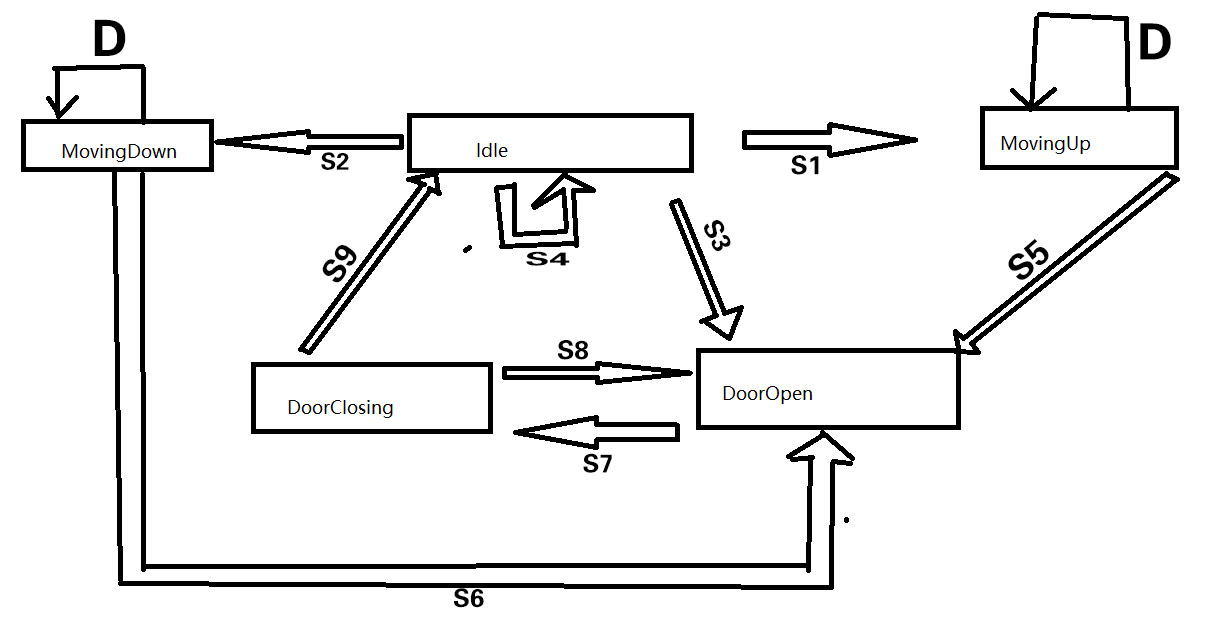 D
D
MovingDown
Idle
MovingUp
S2
S1
S9
S4
S3
S5
S8
DoorClosing
DoorOpen
S7
S6